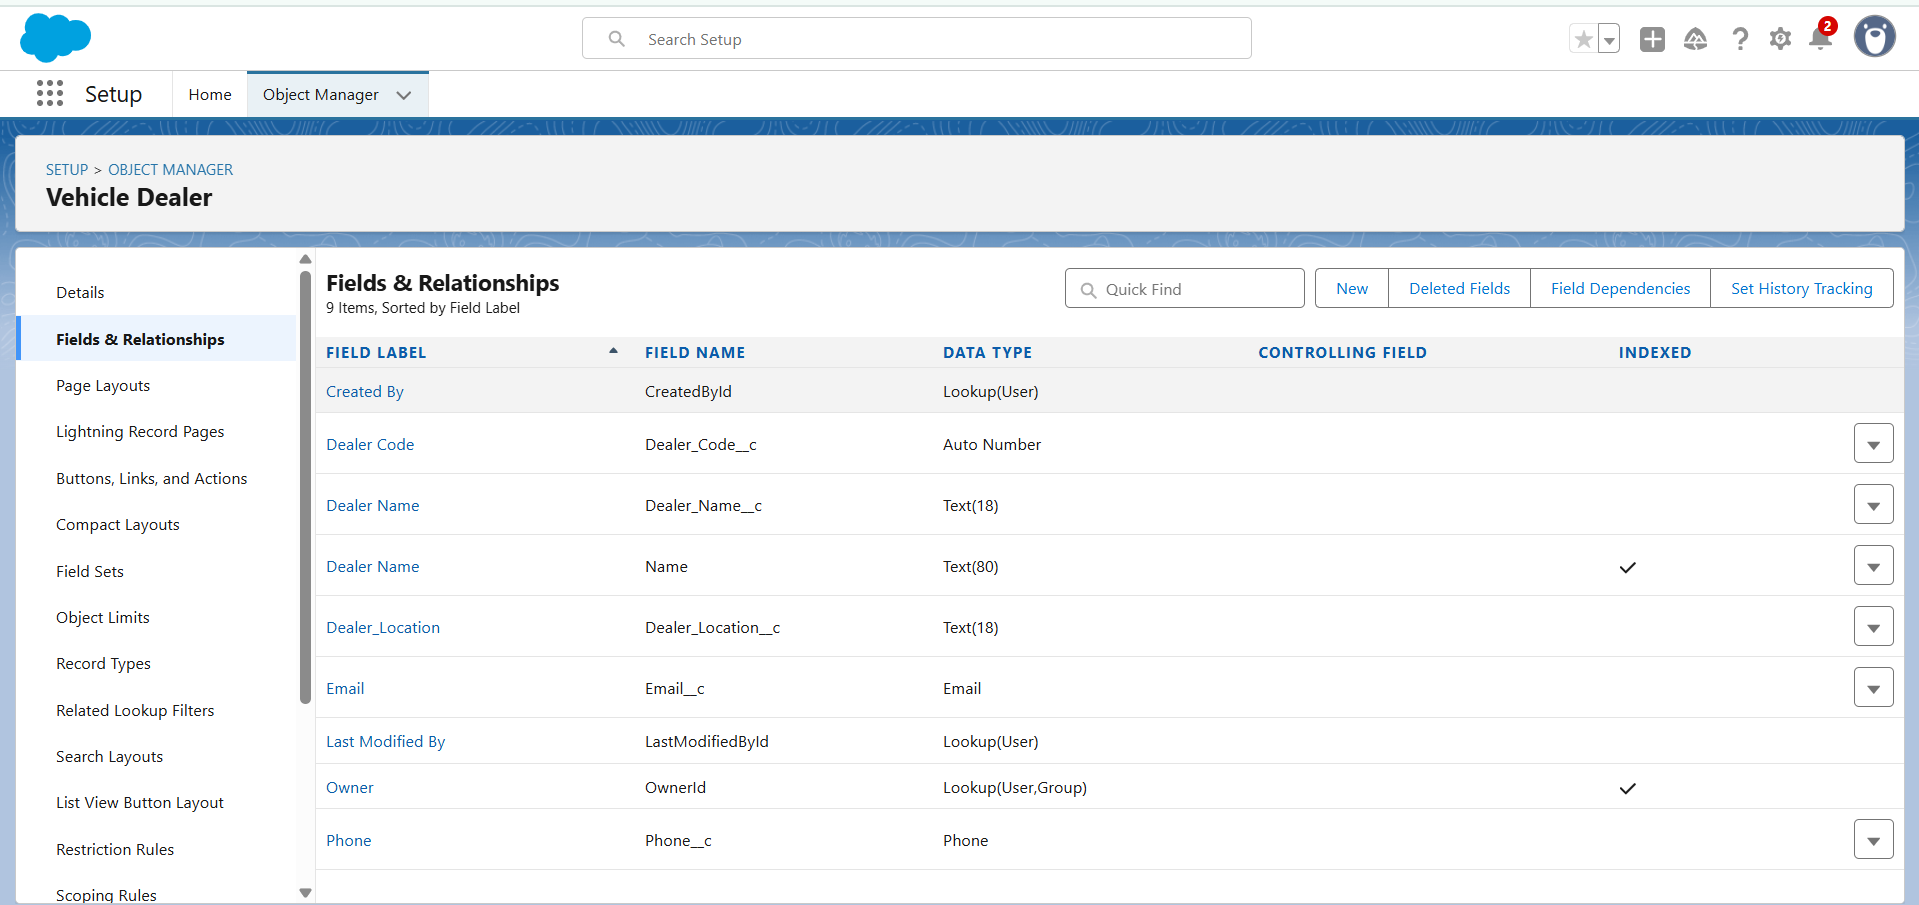 Search Setup
2
Setup
Home
Object Manager
SETUP > OBJECT MANAGER
Vehicle Dealer
Details
Fields & Relationships
Page Layouts
Lightning Record Pages
Buttons, Links, and Actions
Compact Layouts
Field Sets
Object Limits
Record Types
Related Lookup Filters
Search Layouts
List View Button Layout
Restriction Rules
Scoping Rules
Fields & Relationships
9 Items, Sorted by Field Label
Quick Find
New
Deleted Fields
Field Dependencies
Set History Tracking
FIELD LABEL FIELD NAME DATA TYPE CONTROLLING FIELD INDEXED
Created By CreatedById Lookup(User)
Dealer Code Dealer_Code__c Auto Number
Dealer Name Dealer_Name__c Text(18)
Dealer Name Name Text(80)
Dealer_Location Dealer_Location__c Text(18)
Email Email__c Email
Last Modified By LastModifiedById Lookup(User)
Owner OwnerId Lookup(User,Group)
Phone Phone__c Phone